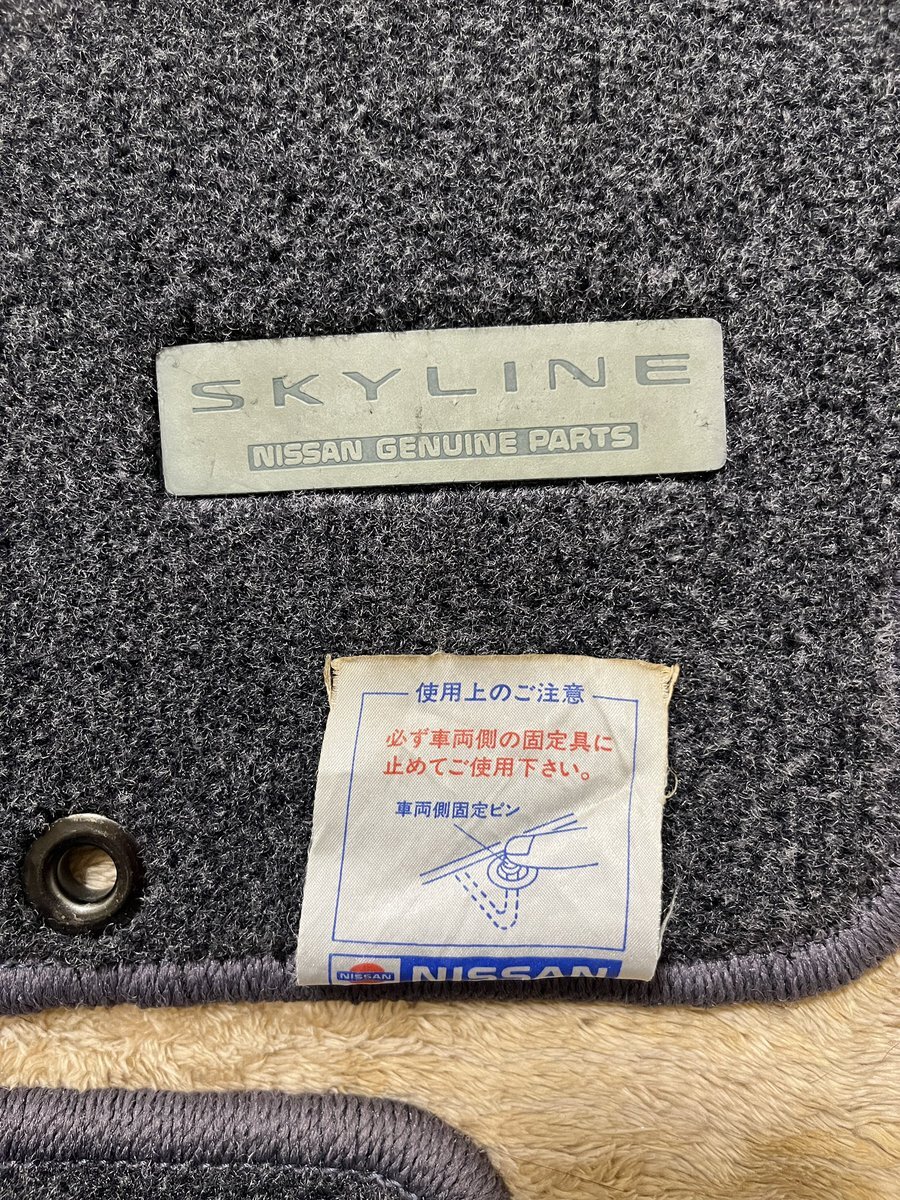 SKYLINE
NISSAN GENUINE PARTS
使用上のご注意
必ず車両側の固定具に
止めてご使用下さい。
車両側固定ピン
NISSAN NISSAN